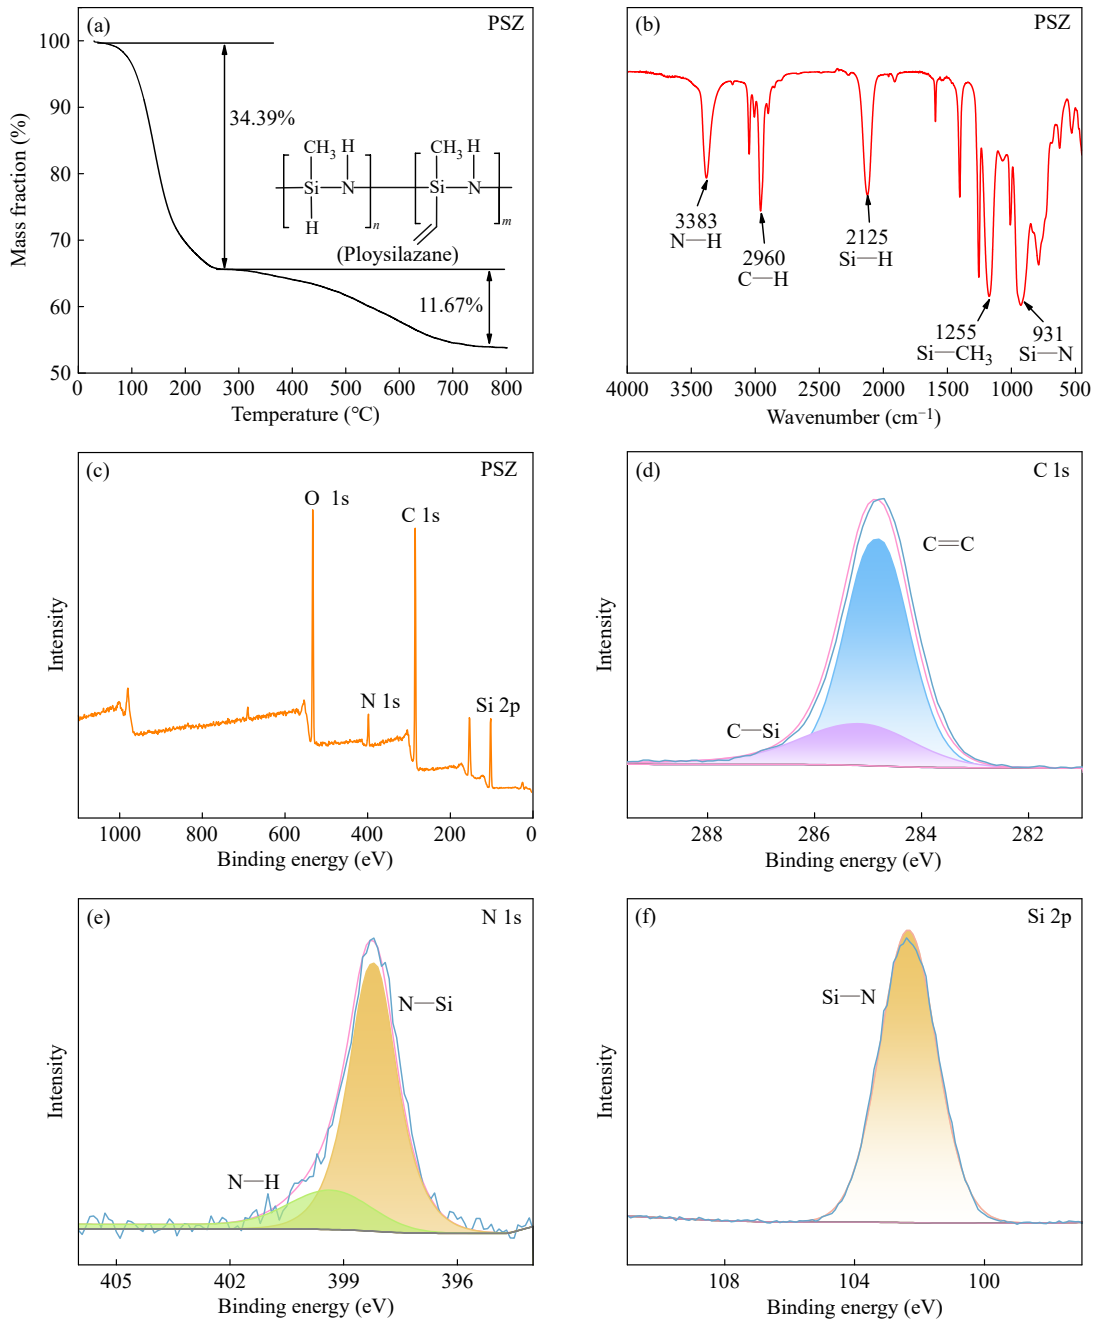 (a)
PSZ
100
90
80
70
60
50
34.39%
11.67%
CH3 H
Si N
H
n
CH3 H
Si N
m
(Ploysilazane)
0 100 200 300 400 500 600 700 800
Temperature (°C)
Mass fraction (%)
(b)
PSZ
3383
N—H
2960
C—H
2125
Si—H
1255
Si—CH3
931
Si—N
4000 3500 3000 2500 2000 1500 1000 500
Wavenumber (cm−1)
(c)
PSZ
O 1s
C 1s
N 1s
Si 2p
1000 800 600 400 200 0
Binding energy (eV)
Intensity
(d)
C 1s
C=C
C—Si
288 286 284 282
Binding energy (eV)
Intensity
(e)
N 1s
N—Si
N—H
405 402 399 396
Binding energy (eV)
Intensity
(f)
Si 2p
Si—N
108 104 100
Binding energy (eV)
Intensity